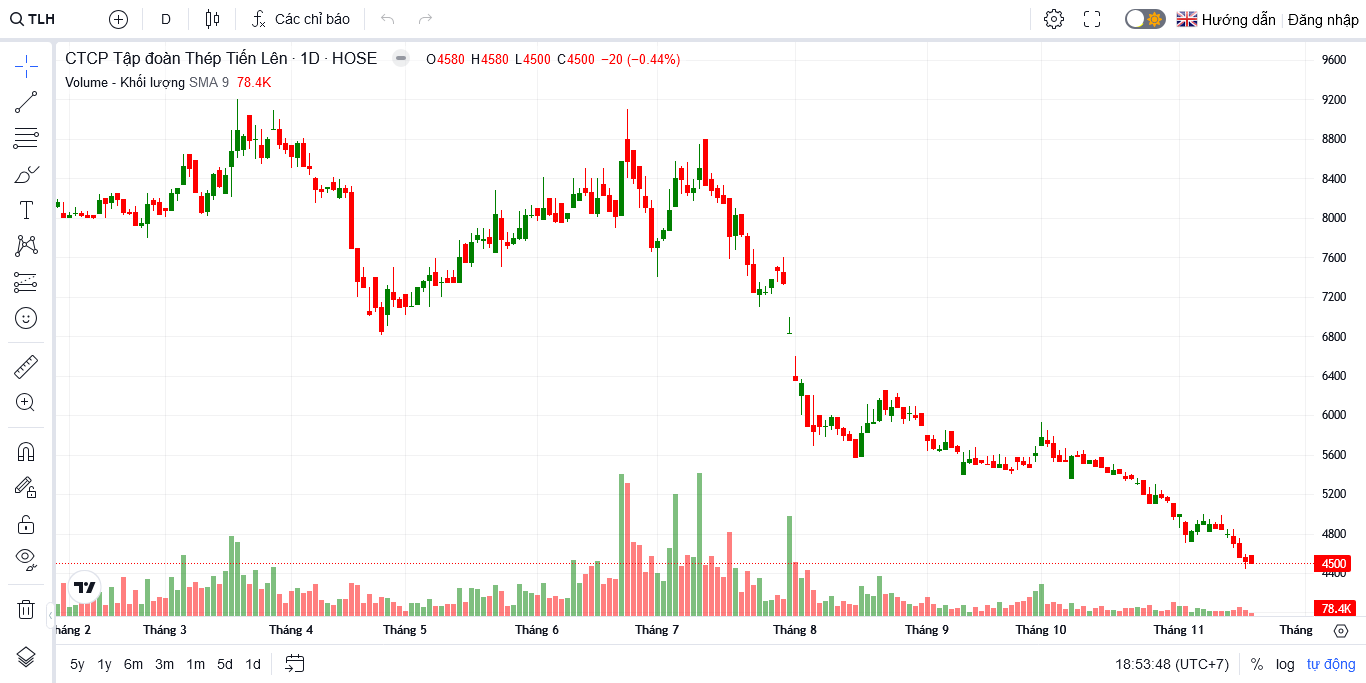 TLH D Các chỉ báo Hướng dẫn Đăng nhập
CTCP Tập đoàn Thép Tiến Lên · 1D · HOSE O4580 H4580 L4500 C4500 −20 (−0.44%)
Volume - Khối lượng SMA 9 78.4K
9600
9200
8800
8400
8000
7600
7200
6800
6400
6000
5600
5200
4800
4500
4400
78.4K
háng 2 Tháng 3 Tháng 4 Tháng 5 Tháng 6 Tháng 7 Tháng 8 Tháng 9 Tháng 10 Tháng 11 Tháng
5y 1y 6m 3m 1m 5d 1d 18:53:48 (UTC+7) % log tự động